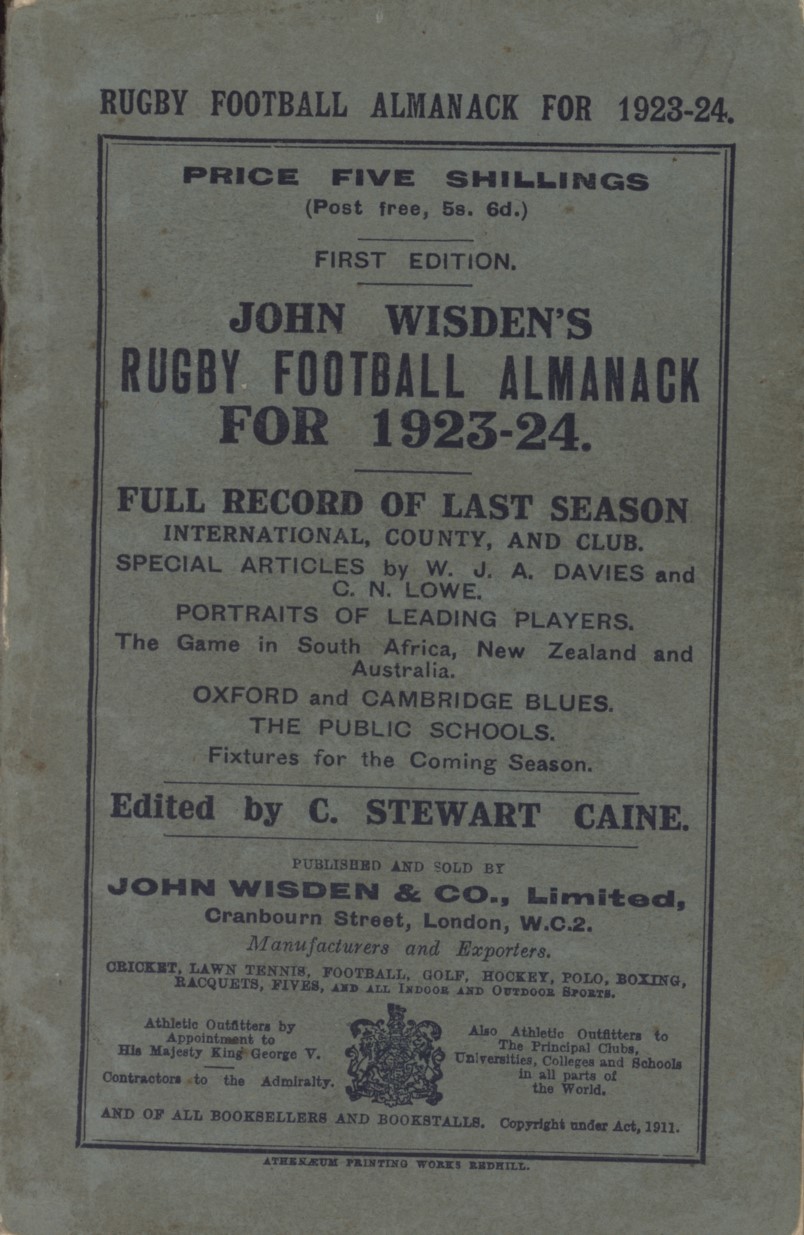 RUGBY FOOTBALL ALMANACK FOR 1923-24.
PRICE FIVE SHILLINGS
(Post free, 5s. 6d.)
FIRST EDITION.
JOHN WISDEN'S
RUGBY FOOTBALL ALMANACK
FOR 1923-24.
FULL RECORD OF LAST SEASON
INTERNATIONAL, COUNTY, AND CLUB.
SPECIAL ARTICLES by W. J. A. DAVIES and
C. N. LOWE.
PORTRAITS OF LEADING PLAYERS.
The Game in South Africa, New Zealand and
Australia.
OXFORD and CAMBRIDGE BLUES.
THE PUBLIC SCHOOLS.
Fixtures for the Coming Season.
Edited by C. STEWART CAINE.
PUBLISHED AND SOLD BY
JOHN WISDEN & CO., Limited,
Cranbourn Street, London, W.C.2.
Manufacturers and Exporters.
CRICKET, LAWN TENNIS, FOOTBALL, GOLF, HOCKEY, POLO, BOXING,
RACQUETS, FIVES, AND ALL INDOOR AND OUTDOOR SPORTS.
Athletic Outfitters by
Appointment to
His Majesty King George V.
Contractors to the Admiralty.
Also Athletic Outfitters to
The Principal Clubs,
Universities, Colleges and Schools
in all parts of
the World.
AND OF ALL BOOKSELLERS AND BOOKSTALLS. Copyright under Act, 1911.
ATHENÆUM PRINTING WORKS REDHILL.